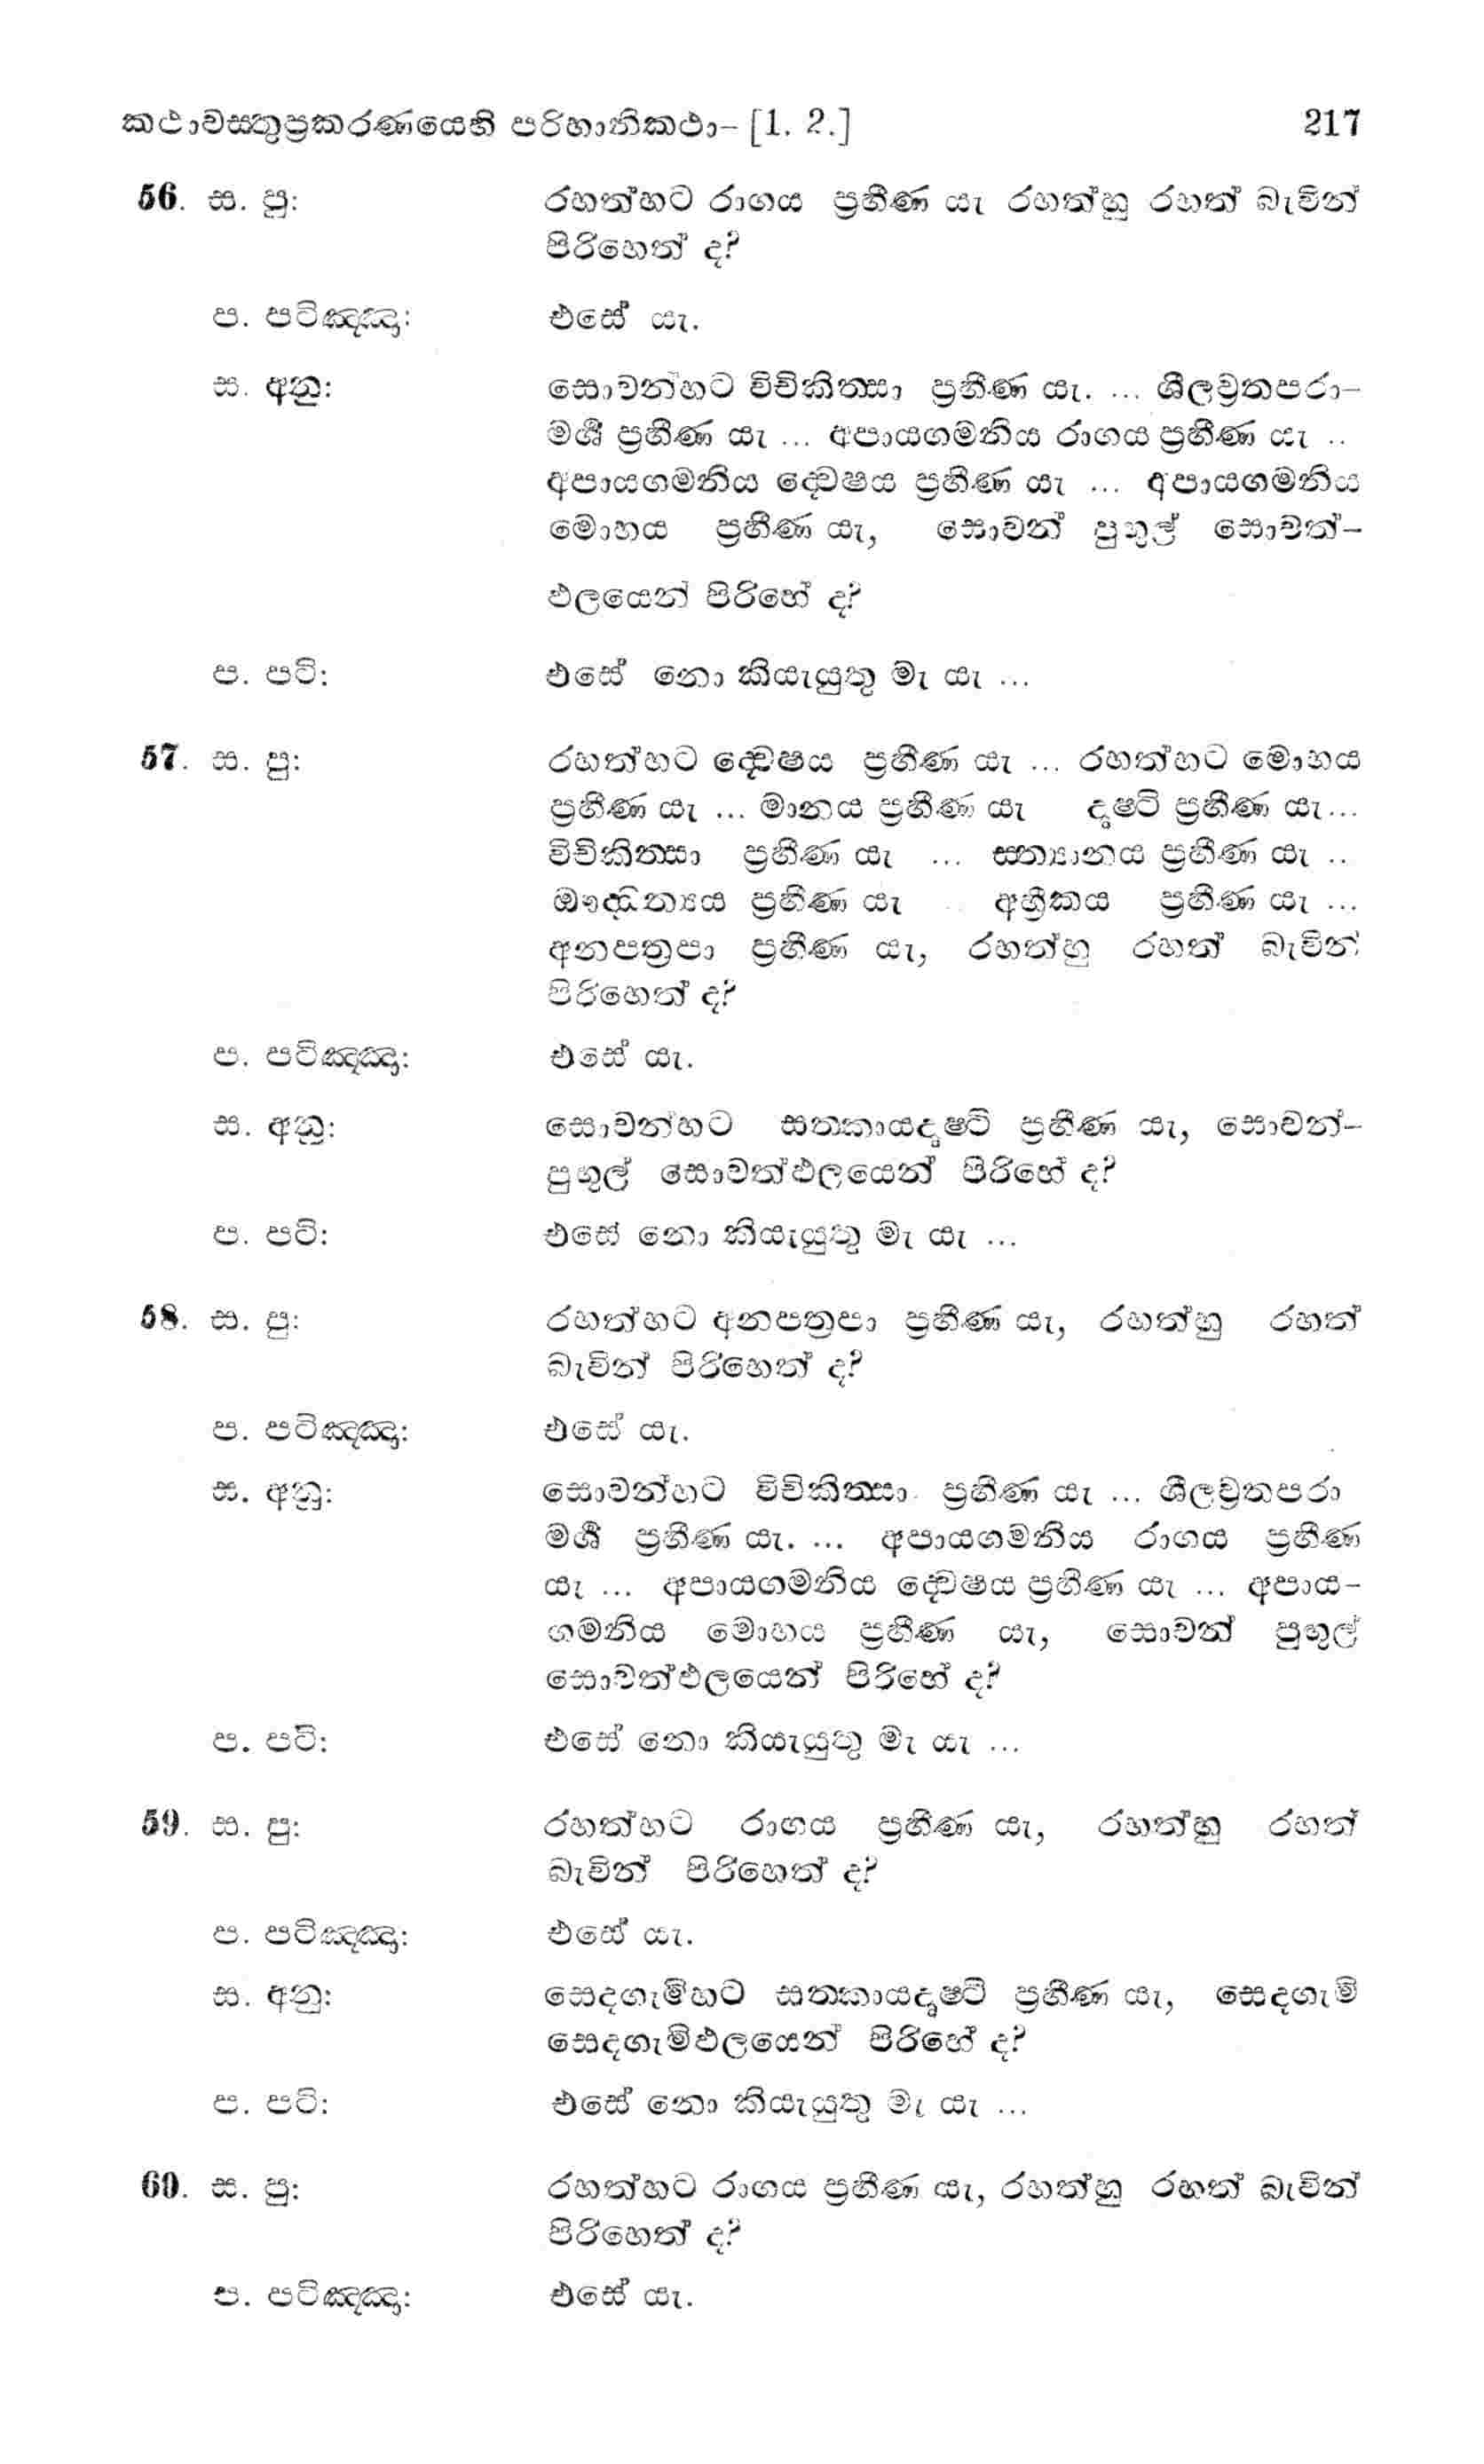 කථාවස්තුප්‍රකරණයෙහි පරිහානිකථා– [1. 2.] 217
56. ස. පු: රහත්හට රාගය ප්‍රහීණ යැ රහත්හු රහත් බැවින්
පිරිහෙත් ද?
ප. පටිඤ්ඤා: එසේ යැ.
ස. අනු: සොවන්හට විචිකිත්සා ප්‍රහීණ යැ. ... ශීලව්‍රතපරා–
මර්‍ශ ප්‍රහීණ යැ ... අපායගමනීය රාගය ප්‍රහීණ යැ ..
අපායගමනීය ද්වේෂය ප්‍රහීණ යැ ... අපායගමනීය
මොහය ප්‍රහීණ යැ, සොවන් පුගුල් සොවන්–
ඵලයෙන් පිරිහේ ද?
ප. පටි: එසේ නො කියැයුතු මැ යැ ...
57. ස. පු: රහත්හට ද්වේෂය ප්‍රහීණ යැ ... රහත්හට මොහය
ප්‍රහීණ යැ ... මානය ප්‍රහීණ යැ දෘෂ්ටි ප්‍රහීණ යැ...
විචිකිත්සා ප්‍රහීණ යැ ... ස්ත්‍යානය ප්‍රහීණ යැ ..
ඖද්ධත්‍යය ප්‍රහීණ යැ . අහ්‍රීකය ප්‍රහීණ යැ ...
අනපත්‍රපා ප්‍රහීණ යැ, රහත්හු රහත් බැවින්
පිරිහෙත් ද?
ප. පටිඤ්ඤා: එසේ යැ.
ස. අනු: සොවන්හට සත්කායදෘෂ්ටි ප්‍රහීණ යැ, සොවන්–
පුගුල් සොවන්ඵලයෙන් පිරිහේ ද?
ප. පටි: එසේ නො කියැයුතු මැ යැ ...
58. ස. පු: රහත්හට අනපත්‍රපා ප්‍රහීණ යැ, රහත්හු රහත්
බැවින් පිරිහෙත් ද?
ප. පටිඤ්ඤා: එසේ යැ.
ස. අනු: සොවන්හට විචිකිත්සා ප්‍රහීණ යැ ... ශීලව්‍රතපරා
මර්‍ශ ප්‍රහීණ යැ. ... අපායගමනීය රාගය ප්‍රහීණ
යැ ... අපායගමනීය ද්වේෂය ප්‍රහීණ යැ ... අපාය–
ගමනීය මොහය ප්‍රහීණ යැ, සොවන් පුගුල්
සොවන්ඵලයෙන් පිරිහේ ද?
ප. පටි: එසේ නො කියැයුතු මැ යැ ...
59. ස. පු: රහත්හට රාගය ප්‍රහීණ යැ, රහත්හු රහත්
බැවින් පිරිහෙත් ද?
ප. පටිඤ්ඤා: එසේ යැ.
ස. අනු: සෙදගැමිහට සත්කායදෘෂ්ටි ප්‍රහීණ යැ, සෙදගැමි
සෙදගැමිඵලයෙන් පිරිහේ ද?
ප. පටි: එසේ නො කියැයුතු මැ යැ ...
60. ස. පු: රහත්හට රාගය ප්‍රහීණ යැ, රහත්හු රහත් බැවින්
පිරිහෙත් ද?
ප. පටිඤ්ඤා: එසේ යැ.